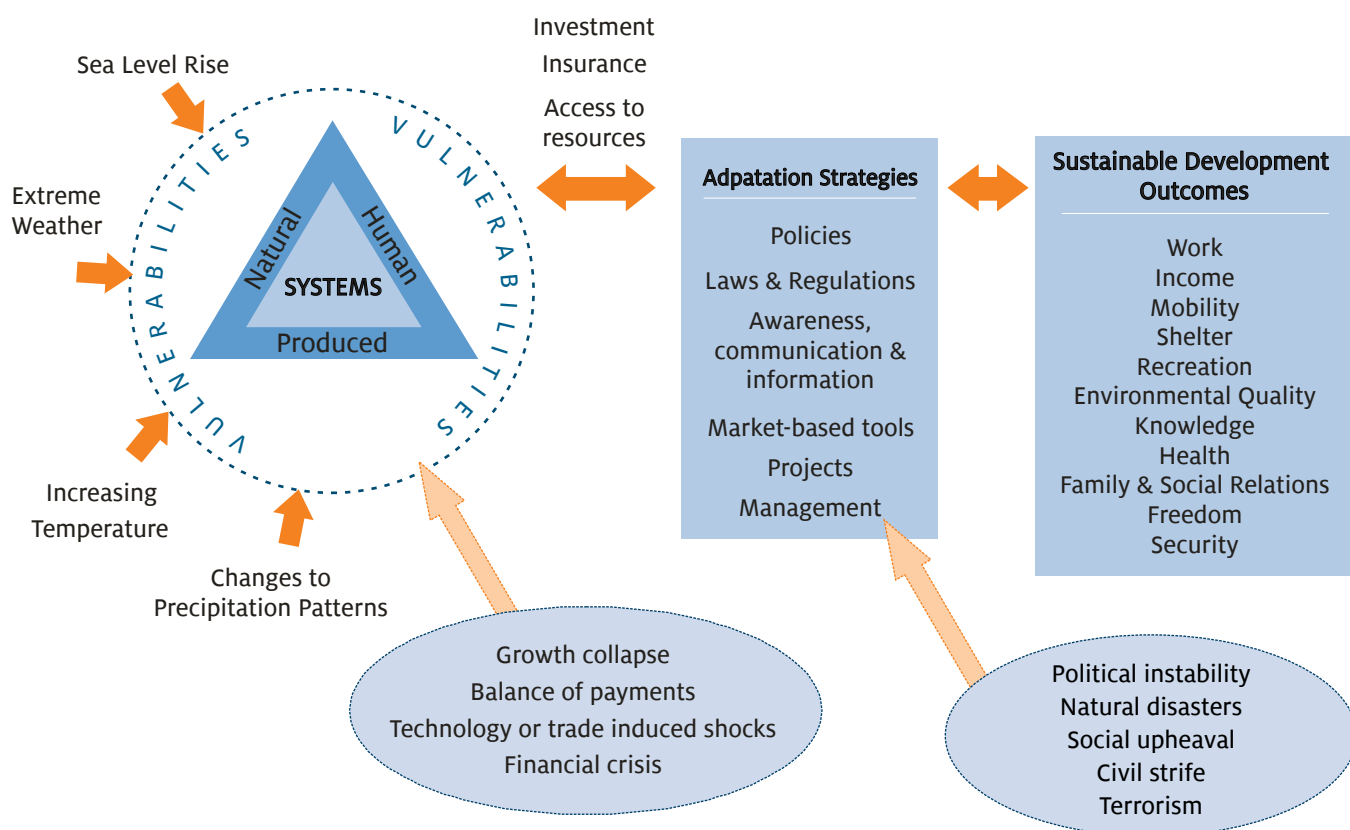 Investment
Insurance
Access to
resources
Sea Level Rise
Extreme
Weather
Increasing
Temperature
Changes to
Precipitation Patterns
VULNERABILITIES
VULNERABILITIES
Natural
Human
SYSTEMS
Produced
Adpatation Strategies
Policies
Laws & Regulations
Awareness,
communication &
information
Market-based tools
Projects
Management
Sustainable Development
Outcomes
Work
Income
Mobility
Shelter
Recreation
Environmental Quality
Knowledge
Health
Family & Social Relations
Freedom
Security
Growth collapse
Balance of payments
Technology or trade induced shocks
Financial crisis
Political instability
Natural disasters
Social upheaval
Civil strife
Terrorism